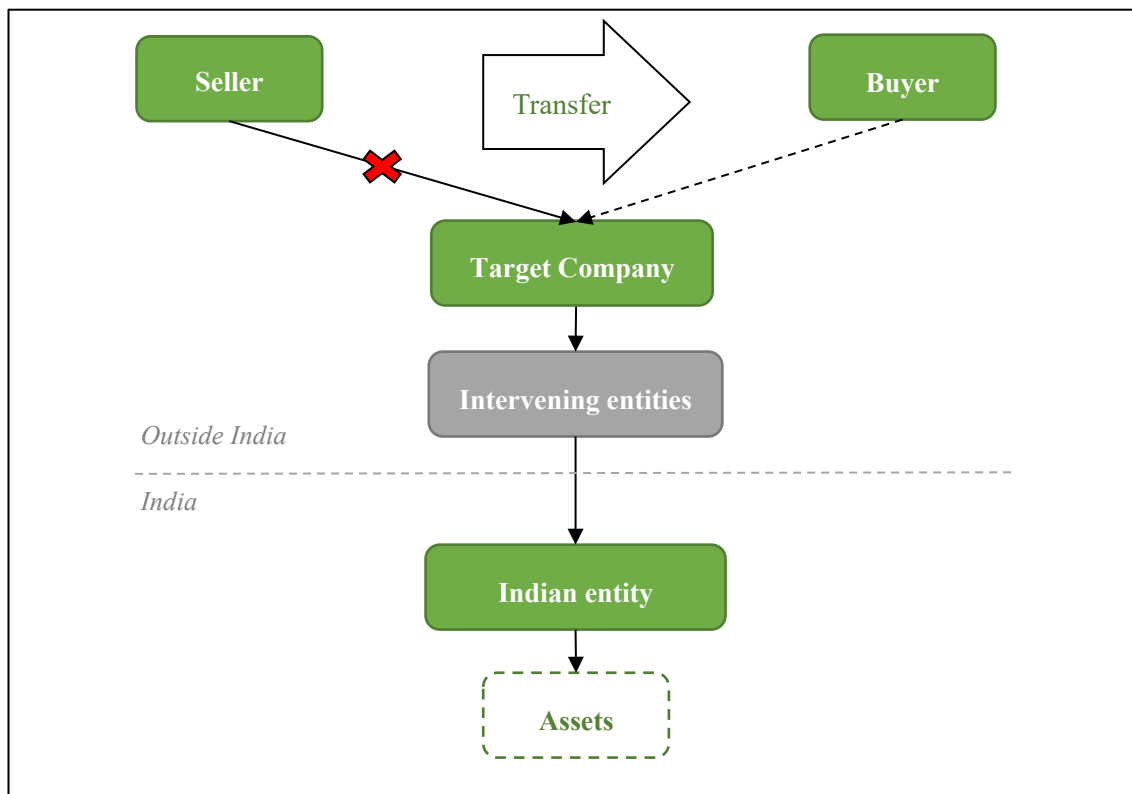 Seller
Transfer
Buyer
Target Company
Intervening entities
Outside India
India
Indian entity
Assets